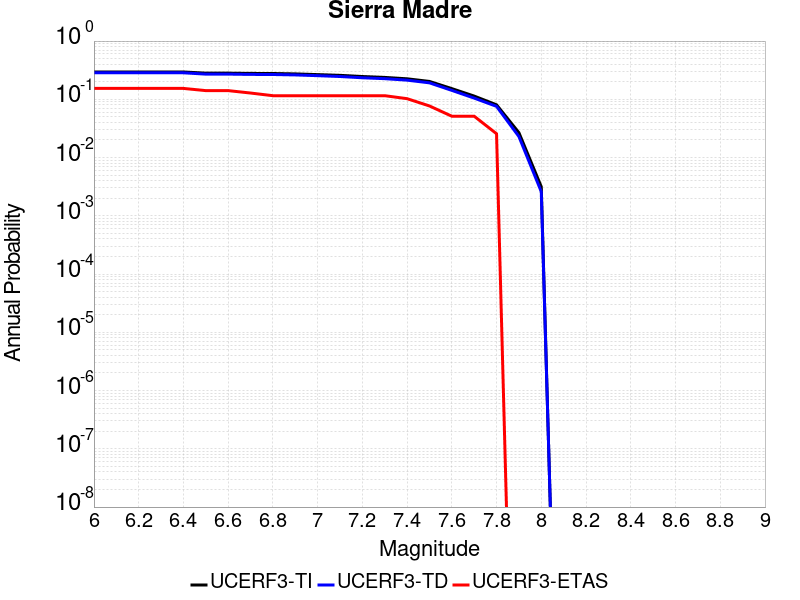 Sierra Madre
10^0
10^-1
10^-2
10^-3
10^-4
10^-5
10^-6
10^-7
10^-8
Annual Probability
6 6.2 6.4 6.6 6.8 7 7.2 7.4 7.6 7.8 8 8.2 8.4 8.6 8.8 9
Magnitude
UCERF3-TI UCERF3-TD UCERF3-ETAS